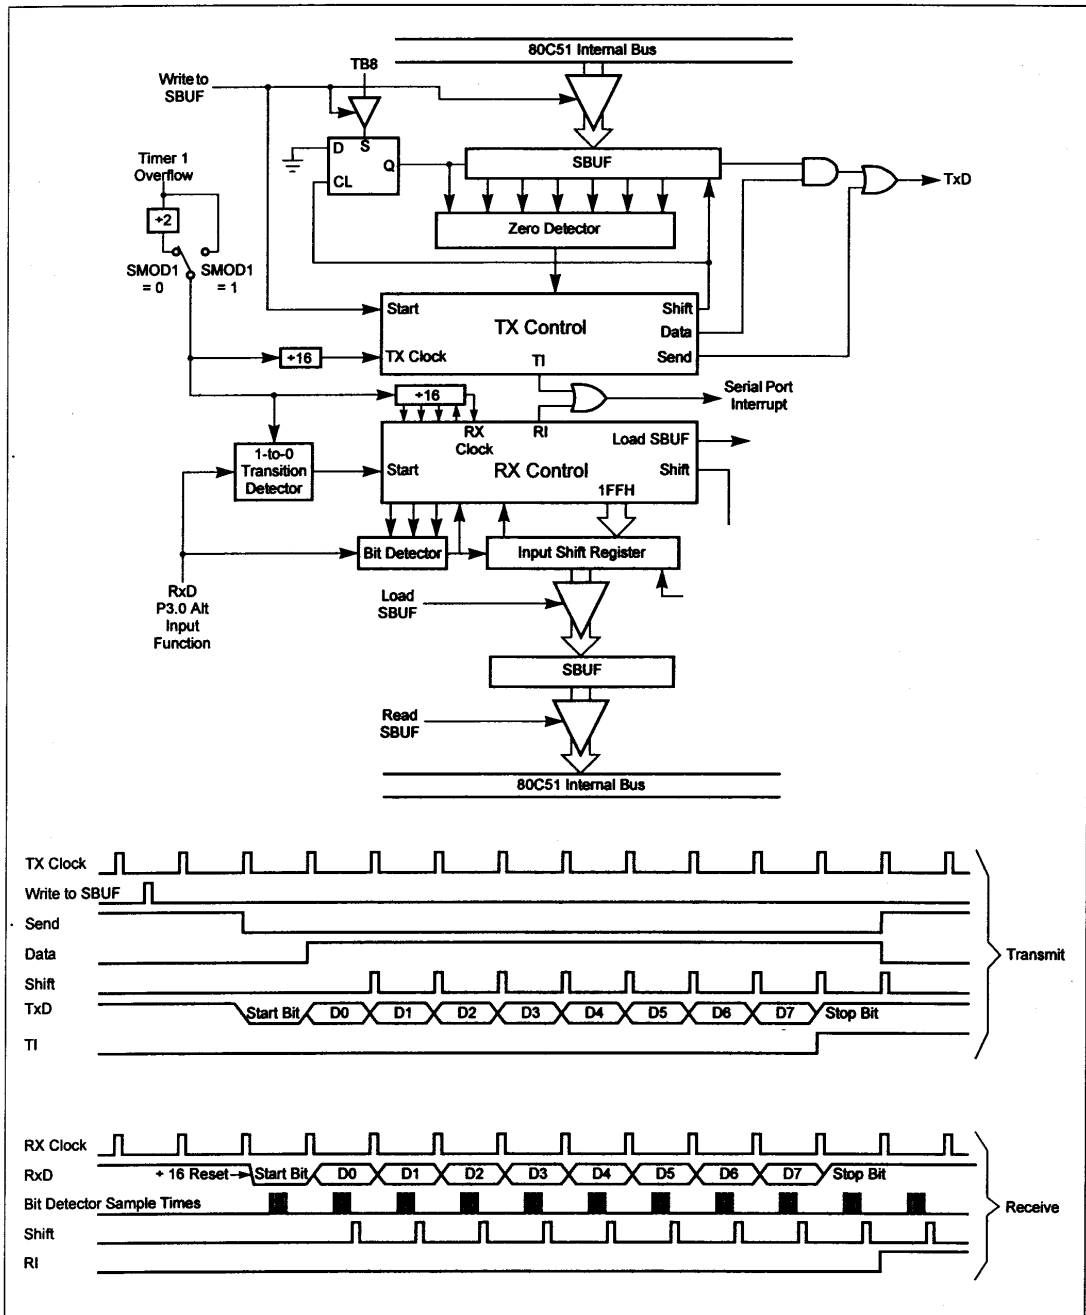 80C51 Internal Bus
TB8
Write to
SBUF
D
S
Q
CL
SBUF
TxD
Timer 1
Overflow
÷2
Zero Detector
SMOD1
= 0
SMOD1
= 1
Start
Shift
TX Control
Data
÷16
TX Clock
TI
Send
÷16
Serial Port
Interrupt
RX
Clock
RI
Load SBUF
1-to-0
Transition
Detector
Start
RX Control
Shift
1FFH
Bit Detector
Input Shift Register
RxD
P3.0 Alt
Input
Function
Load
SBUF
SBUF
Read
SBUF
80C51 Internal Bus
TX Clock
Write to SBUF
Send
Data
Transmit
Shift
TxD
Start Bit D0 D1 D2 D3 D4 D5 D6 D7 Stop Bit
TI
RX Clock
RxD
÷ 16 Reset Start Bit D0 D1 D2 D3 D4 D5 D6 D7 Stop Bit
Bit Detector Sample Times
Receive
Shift
RI